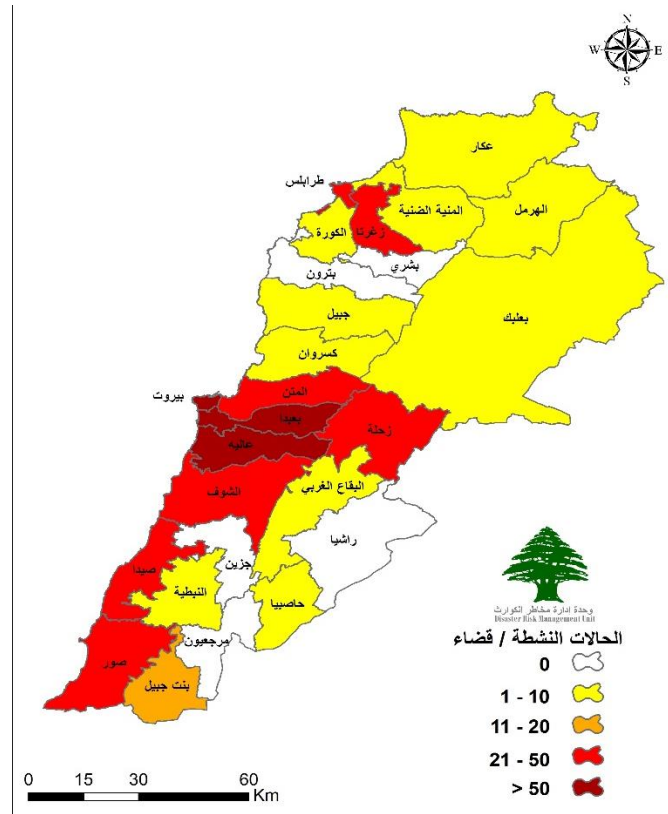 N
W E
S
عكار
طرابلس
الهرمل
المنية الضنية
زغرتا
الكورة
بشري
بترون
جبيل
بعلبك
كسروان
المتن
بيروت
بعبدا
زحلة
عاليه
البقاع الغربي
الشوف
راشيا
جزين
صيدا
النبطية
حاصبيا
مرجعيون
صور
بنت جبيل
وحدة إدارة مخاطر الكوارث
Disaster Risk Management Unit
الحالات النشطة / قضاء
0
1 - 10
11 - 20
21 - 50
> 50
0 15 30 60
Km